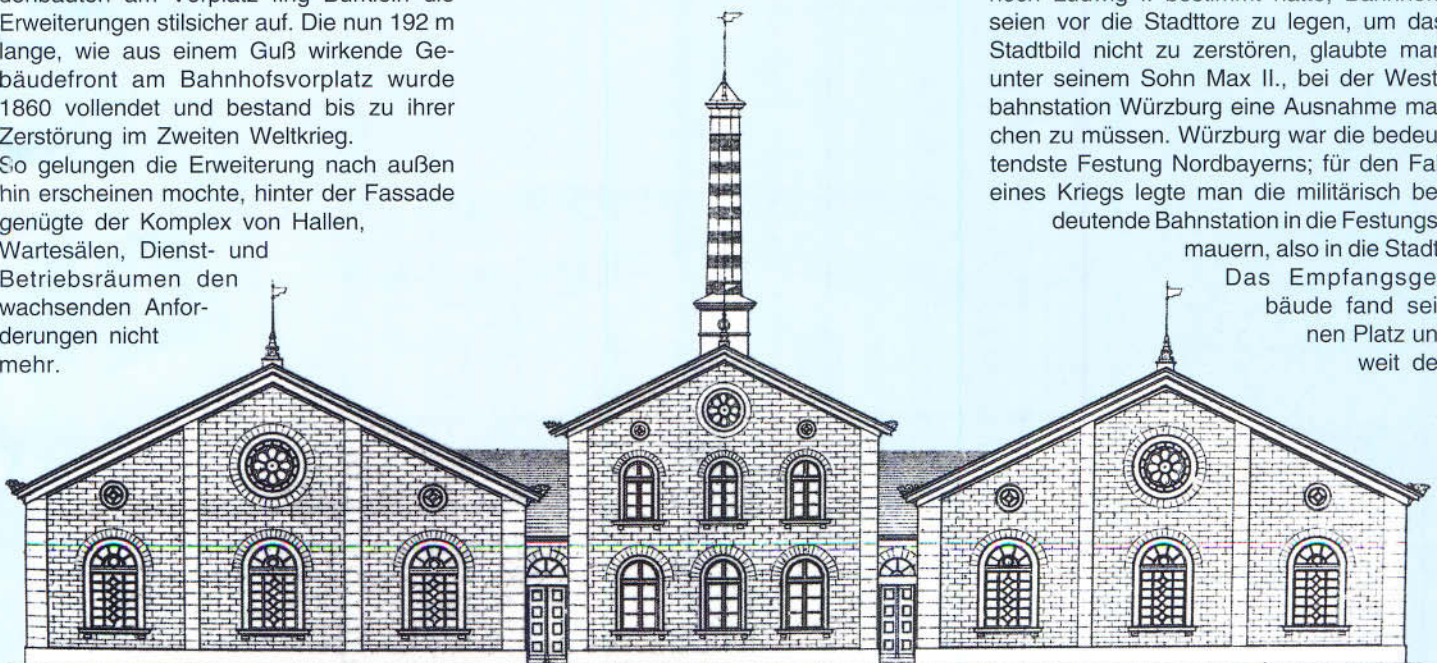 Erweiterungen stilsicher auf. Die nun 192 m
lange, wie aus einem Guß wirkende Ge-
bäudefront am Bahnhofsvorplatz wurde
1860 vollendet und bestand bis zu ihrer
Zerstörung im Zweiten Weltkrieg.
So gelungen die Erweiterung nach außen
hin erscheinen mochte, hinter der Fassade
genügte der Komplex von Hallen,
Wartesälen, Dienst- und
Betriebsräumen den
wachsenden Anfor-
derungen nicht
mehr.
seien vor die Stadttore zu legen, um das
Stadtbild nicht zu zerstören, glaubte man
unter seinem Sohn Max II., bei der West
bahnstation Würzburg eine Ausnahme ma
chen zu müssen. Würzburg war die bedeu
tendste Festung Nordbayerns; für den Fal
eines Kriegs legte man die militärisch be
deutende Bahnstation in die Festungs
mauern, also in die Stadt
Das Empfangsge
bäude fand sei
nen Platz un
weit de